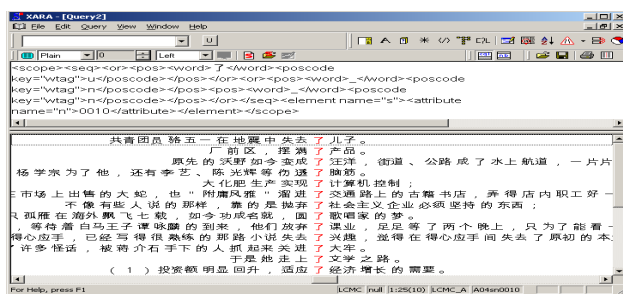 XARA - [Query2]
File Edit Query View Window Help
U
Plain 0 Left
<scope><seq><or><pos><word>了</word><poscode
key="wtag">u</poscode></pos></or><or><pos><word>_</word><poscode
key="wtag">n</poscode></pos></or></seq><element name="s"><attribute
name="n">0010</attribute></element></scope>
共青团员 骆五一 在 地震 中 失去 了 儿子 。
厂 前区 , 摆满 了 产品 。
原先 的 沃野 如今 变成 了 汪洋 , 街道 、 公路 成 了 水上 航道 , 一 片片
杨 学宗 为了 他 , 还有 李艺 、 陈 光辉 等 伤透 了 脑筋 。
大 化肥 生产 实现 了 计算机 控制 ;
市场 上 出售 的 大 蛇 , 也 " 附庸风雅 " 溜进 了 交通路 上 的 古籍 书店 , 弄得 店内 职工 好 一
不 像 有些 人 说 的 那样 , 靠 的 是 抛弃 了 社会主义 企业 必须 坚持 的 东西 ;
孤雁 在 海外 飘飞 七 载 , 如今 功成名就 , 圆 了 歌唱家 的 梦 。
, 等待 着 白马王子 谭咏麟 的 到来 , 他们 放弃 了 课业 , 足足 等 了 两 个 晚上 , 只 为了 能 看
得心应手 , 已经 写 得 很 熟练 的 那 路 小说 失去 了 兴趣 , 觉得 在 得心应手 间 失去 了 原初 的 本
了 许多 怪话 , 被 蒋介石 手下 的 人 抓 起来 关进 了 大牢 。
于是 她 走上 了 文学 之 路 。
( 1 ) 投资额 明显 回升 , 适应 了 经济 增长 的 需要 。
For Help, press F1 LCMC null 1:25(10) LCMC_A A04sn0010